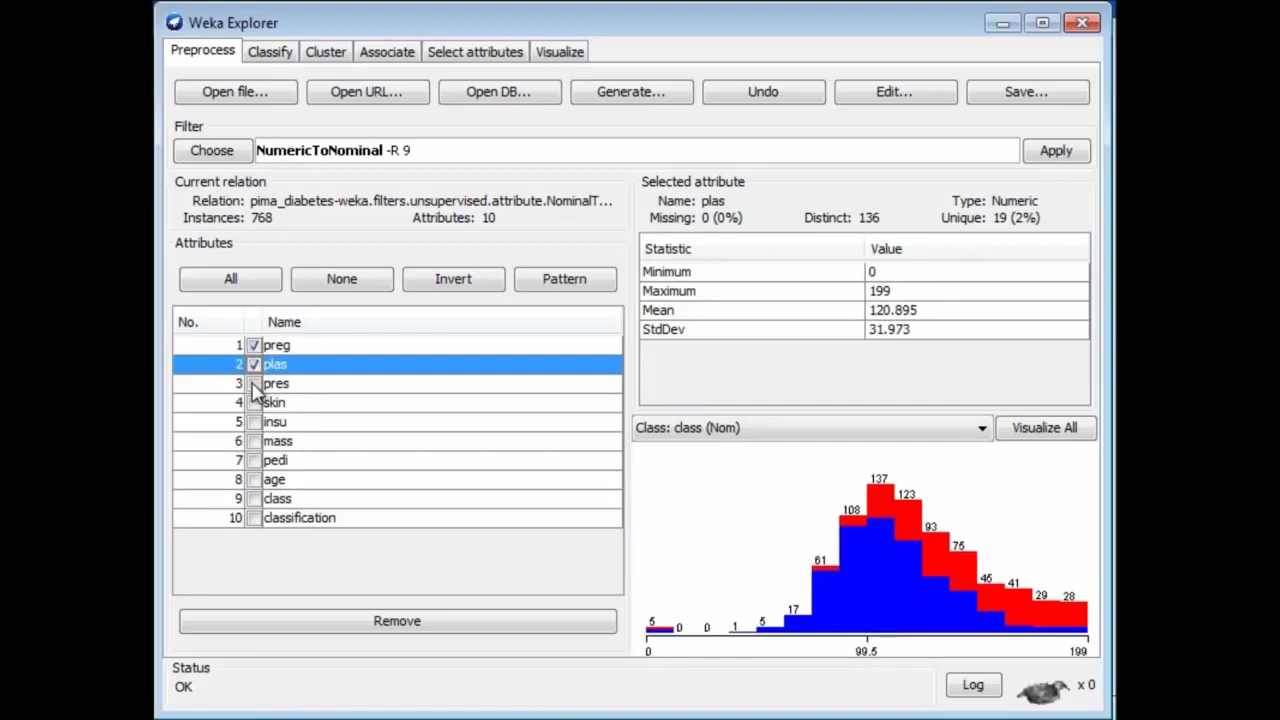 Weka Explorer
Preprocess Classify Cluster Associate Select attributes Visualize
Open file... Open URL... Open DB... Generate... Undo Edit... Save...
Filter
Choose NumericToNominal -R 9 Apply
Current relation
Relation: pima_diabetes-weka.filters.unsupervised.attribute.NominalT...
Instances: 768 Attributes: 10
Attributes
All None Invert Pattern
No. Name
1 preg
2 plas
3 pres
4 skin
5 insu
6 mass
7 pedi
8 age
9 class
10 classification
Remove
Selected attribute
Name: plas Type: Numeric
Missing: 0 (0%) Distinct: 136 Unique: 19 (2%)
Statistic Value
Minimum 0
Maximum 199
Mean 120.895
StdDev 31.973
Class: class (Nom) Visualize All
5 0 0 1 5 17 61 108 137 123 93 75 45 41 29 28
0 99.5 199
Status
OK
Log x 0